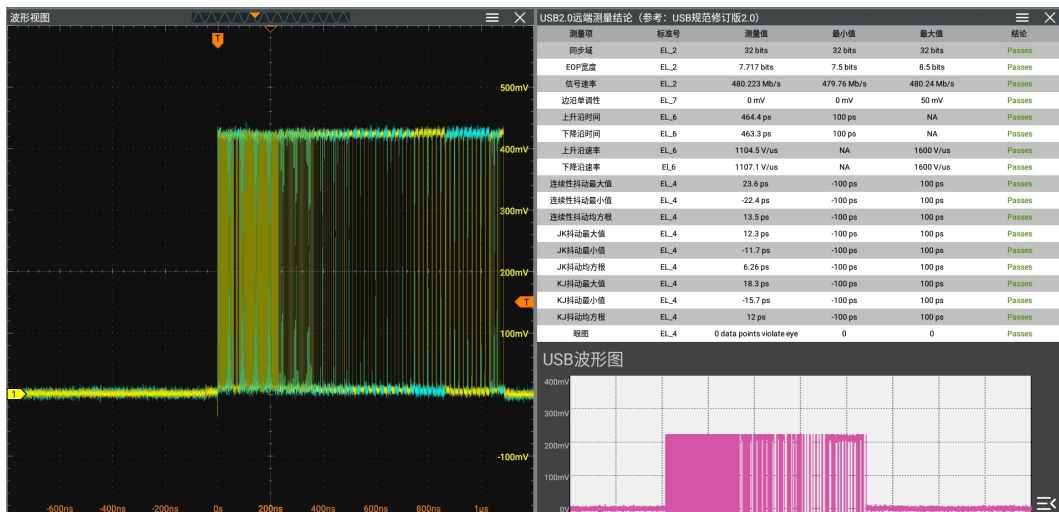 波形视图
T
500mV
400mV
300mV
200mV
T
100mV
1
-100mV
-600ns -400ns -200ns 0s 200ns 400ns 600ns 800ns 1us
USB2.0远端测量结论（参考：USB规范修订版2.0）
测量项 标准号 测量值 最小值 最大值 结论
同步域 EL_2 32 bits 32 bits 32 bits Passes
EOP宽度 EL_2 7.717 bits 7.5 bits 8.5 bits Passes
信号速率 EL_2 480.223 Mb/s 479.76 Mb/s 480.24 Mb/s Passes
边沿单调性 EL_7 0 mV 0 mV 50 mV Passes
上升沿时间 EL_6 464.4 ps 100 ps NA Passes
下降沿时间 EL_6 463.3 ps 100 ps NA Passes
上升沿速率 EL_6 1104.5 V/us NA 1600 V/us Passes
下降沿速率 EL6 1107.1 V/us NA 1600 V/us Passes
连续性抖动最大值 EL_4 23.6 ps -100 ps 100 ps Passes
连续性抖动最小值 EL_4 -22.4 ps -100 ps 100 ps Passes
连续性抖动均方根 EL_4 13.5 ps -100 ps 100 ps Passes
JK抖动最大值 EL_4 12.3 ps -100 ps 100 ps Passes
JK抖动最小值 EL_4 -11.7 ps -100 ps 100 ps Passes
JK抖动均方根 EL_4 6.26 ps -100 ps 100 ps Passes
KJ抖动最大值 EL_4 18.3 ps -100 ps 100 ps Passes
KJ抖动最小值 EL_4 -15.7 ps -100 ps 100 ps Passes
KJ抖动均方根 EL_4 12 ps -100 ps 100 ps Passes
眼图 EL_4 0 data points violate eye 0 0 Passes
USB波形图
400mV
300mV
200mV
100mV
0V